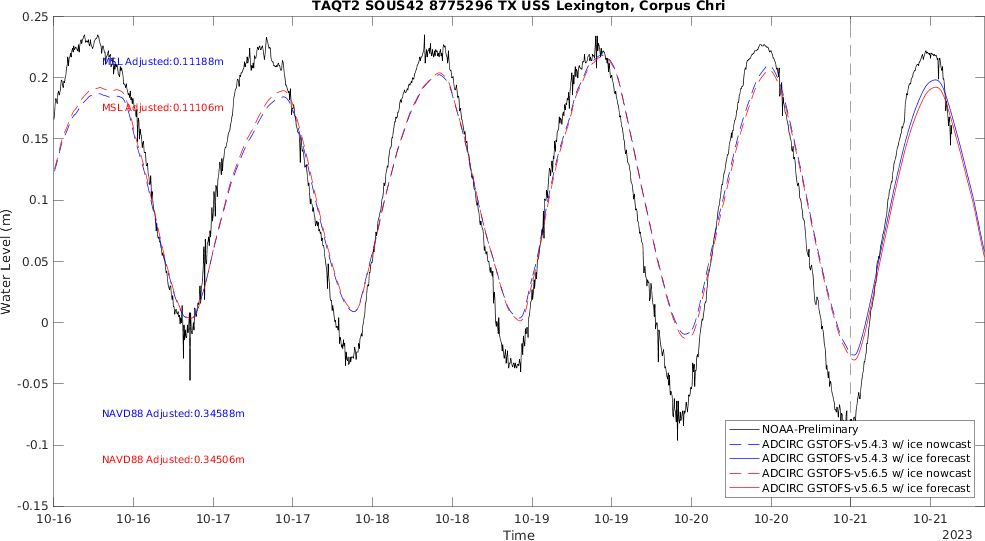 TAQT2 SOUS42 8775296 TX USS Lexington, Corpus Chri
0.25
0.2
0.15
0.1
0.05
0
-0.05
-0.1
-0.15
Water Level (m)
MSL Adjusted:0.11188m
MSL Adjusted:0.11106m
NAVD88 Adjusted:0.34588m
NAVD88 Adjusted:0.34506m
NOAA-Preliminary
ADCIRC GSTOFS-v5.4.3 w/ ice nowcast
ADCIRC GSTOFS-v5.4.3 w/ ice forecast
ADCIRC GSTOFS-v5.6.5 w/ ice nowcast
ADCIRC GSTOFS-v5.6.5 w/ ice forecast
10-16 10-16 10-17 10-17 10-18 10-18 10-19 10-19 10-20 10-20 10-21 10-21
Time
2023